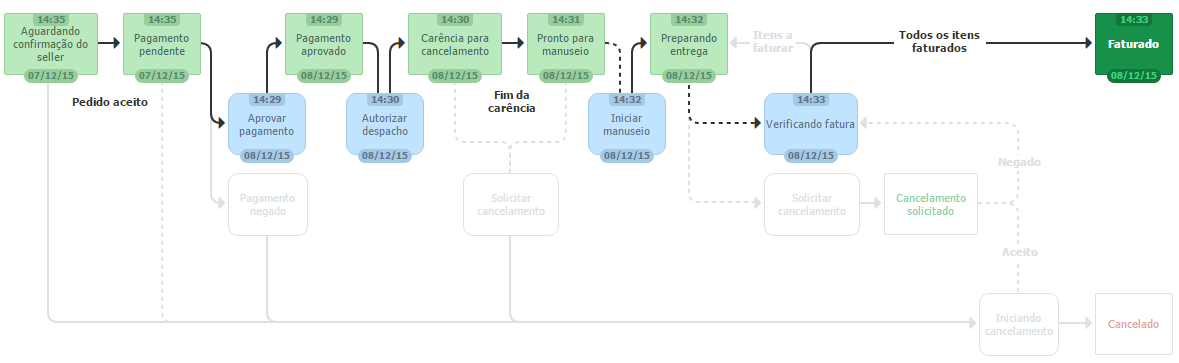 14:35
Aguardando
confirmação do
seller
07/12/15
14:35
Pagamento
pendente
07/12/15
Pedido aceito
14:29
Pagamento
aprovado
08/12/15
14:30
Carência para
cancelamento
08/12/15
Fim da
carência
14:31
Pronto para
manuseio
08/12/15
14:32
Preparando
entrega
08/12/15
Itens a
faturar
Todos os itens
faturados
14:33
Faturado
08/12/15
14:29
Aprovar
pagamento
08/12/15
14:30
Autorizar
despacho
08/12/15
14:32
Iniciar
manuseio
08/12/15
14:33
Verificando fatura
08/12/15
Pagamento
negado
Solicitar
cancelamento
Solicitar
cancelamento
Cancelamento
solicitado
Negado
Aceito
Iniciando
cancelamento
Cancelado